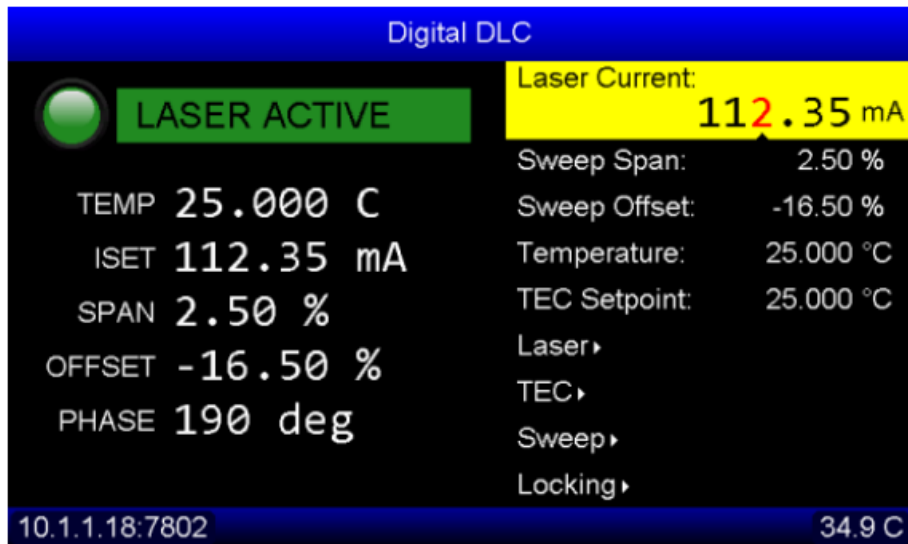 Digital DLC
LASER ACTIVE
TEMP 25.000 C
ISET 112.35 mA
SPAN 2.50 %
OFFSET -16.50 %
PHASE 190 deg
Laser Current:
112.35 mA
Sweep Span: 2.50 %
Sweep Offset: -16.50 %
Temperature: 25.000 °C
TEC Setpoint: 25.000 °C
Laser
TEC
Sweep
Locking
10.1.1.18:7802
34.9 C